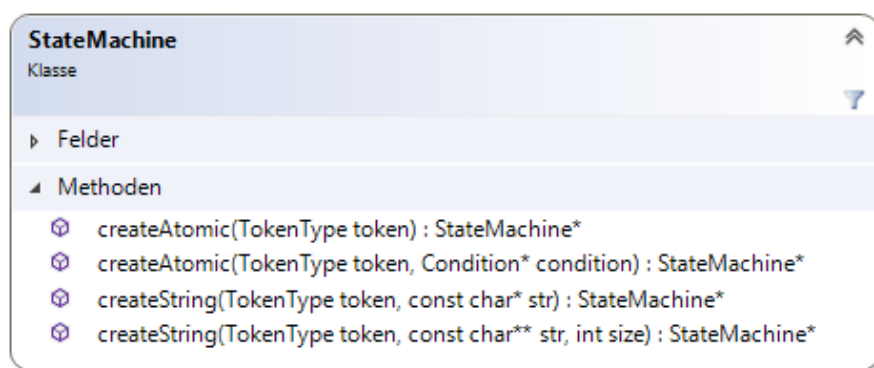 StateMachine
Klasse
Felder
Methoden
createAtomic(TokenType token) : StateMachine*
createAtomic(TokenType token, Condition* condition) : StateMachine*
createString(TokenType token, const char* str) : StateMachine*
createString(TokenType token, const char** str, int size) : StateMachine*